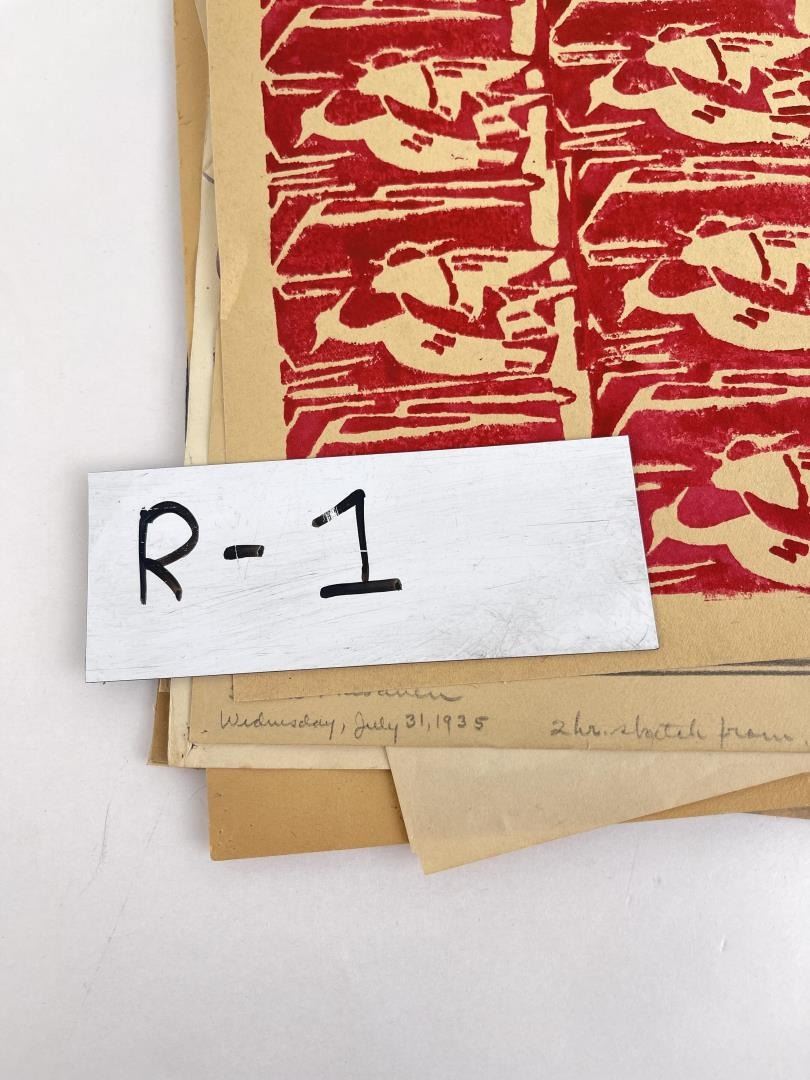 R-1
Wednesday, July 31, 1935 2 hr. sketch from